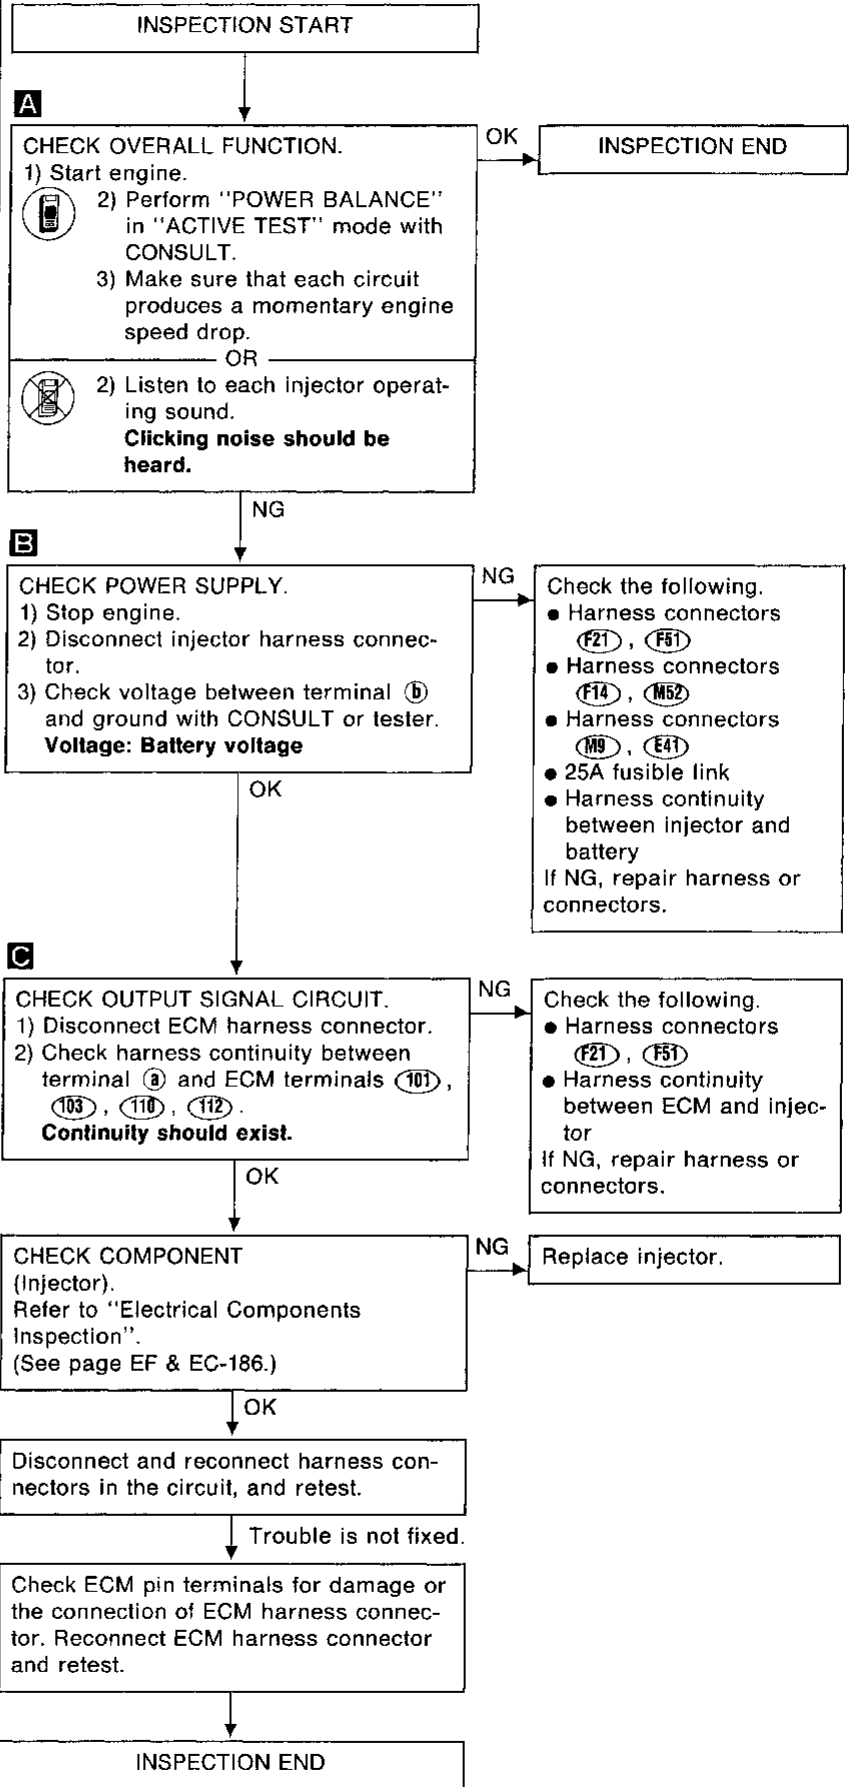 INSPECTION START
A
CHECK OVERALL FUNCTION.
1) Start engine.
2) Perform "POWER BALANCE"
in "ACTIVE TEST" mode with
CONSULT.
3) Make sure that each circuit
produces a momentary engine
speed drop.
OR
2) Listen to each injector operat-
ing sound.
Clicking noise should be
heard.
OK
INSPECTION END
NG
B
CHECK POWER SUPPLY.
1) Stop engine.
2) Disconnect injector harness connec-
tor.
3) Check voltage between terminal ⓑ
and ground with CONSULT or tester.
Voltage: Battery voltage
NG
Check the following.
● Harness connectors
F21 , F51
● Harness connectors
F14 , M52
● Harness connectors
M9 , E41
● 25A fusible link
● Harness continuity
between injector and
battery
If NG, repair harness or
connectors.
OK
C
CHECK OUTPUT SIGNAL CIRCUIT.
1) Disconnect ECM harness connector.
2) Check harness continuity between
terminal ⓐ and ECM terminals 101 ,
103 , 110 , 112 .
Continuity should exist.
NG
Check the following.
● Harness connectors
F21 , F51
● Harness continuity
between ECM and injec-
tor
If NG, repair harness or
connectors.
OK
CHECK COMPONENT
(Injector).
Refer to "Electrical Components
Inspection".
(See page EF & EC-186.)
NG
Replace injector.
OK
Disconnect and reconnect harness con-
nectors in the circuit, and retest.
Trouble is not fixed.
Check ECM pin terminals for damage or
the connection of ECM harness connec-
tor. Reconnect ECM harness connector
and retest.
INSPECTION END